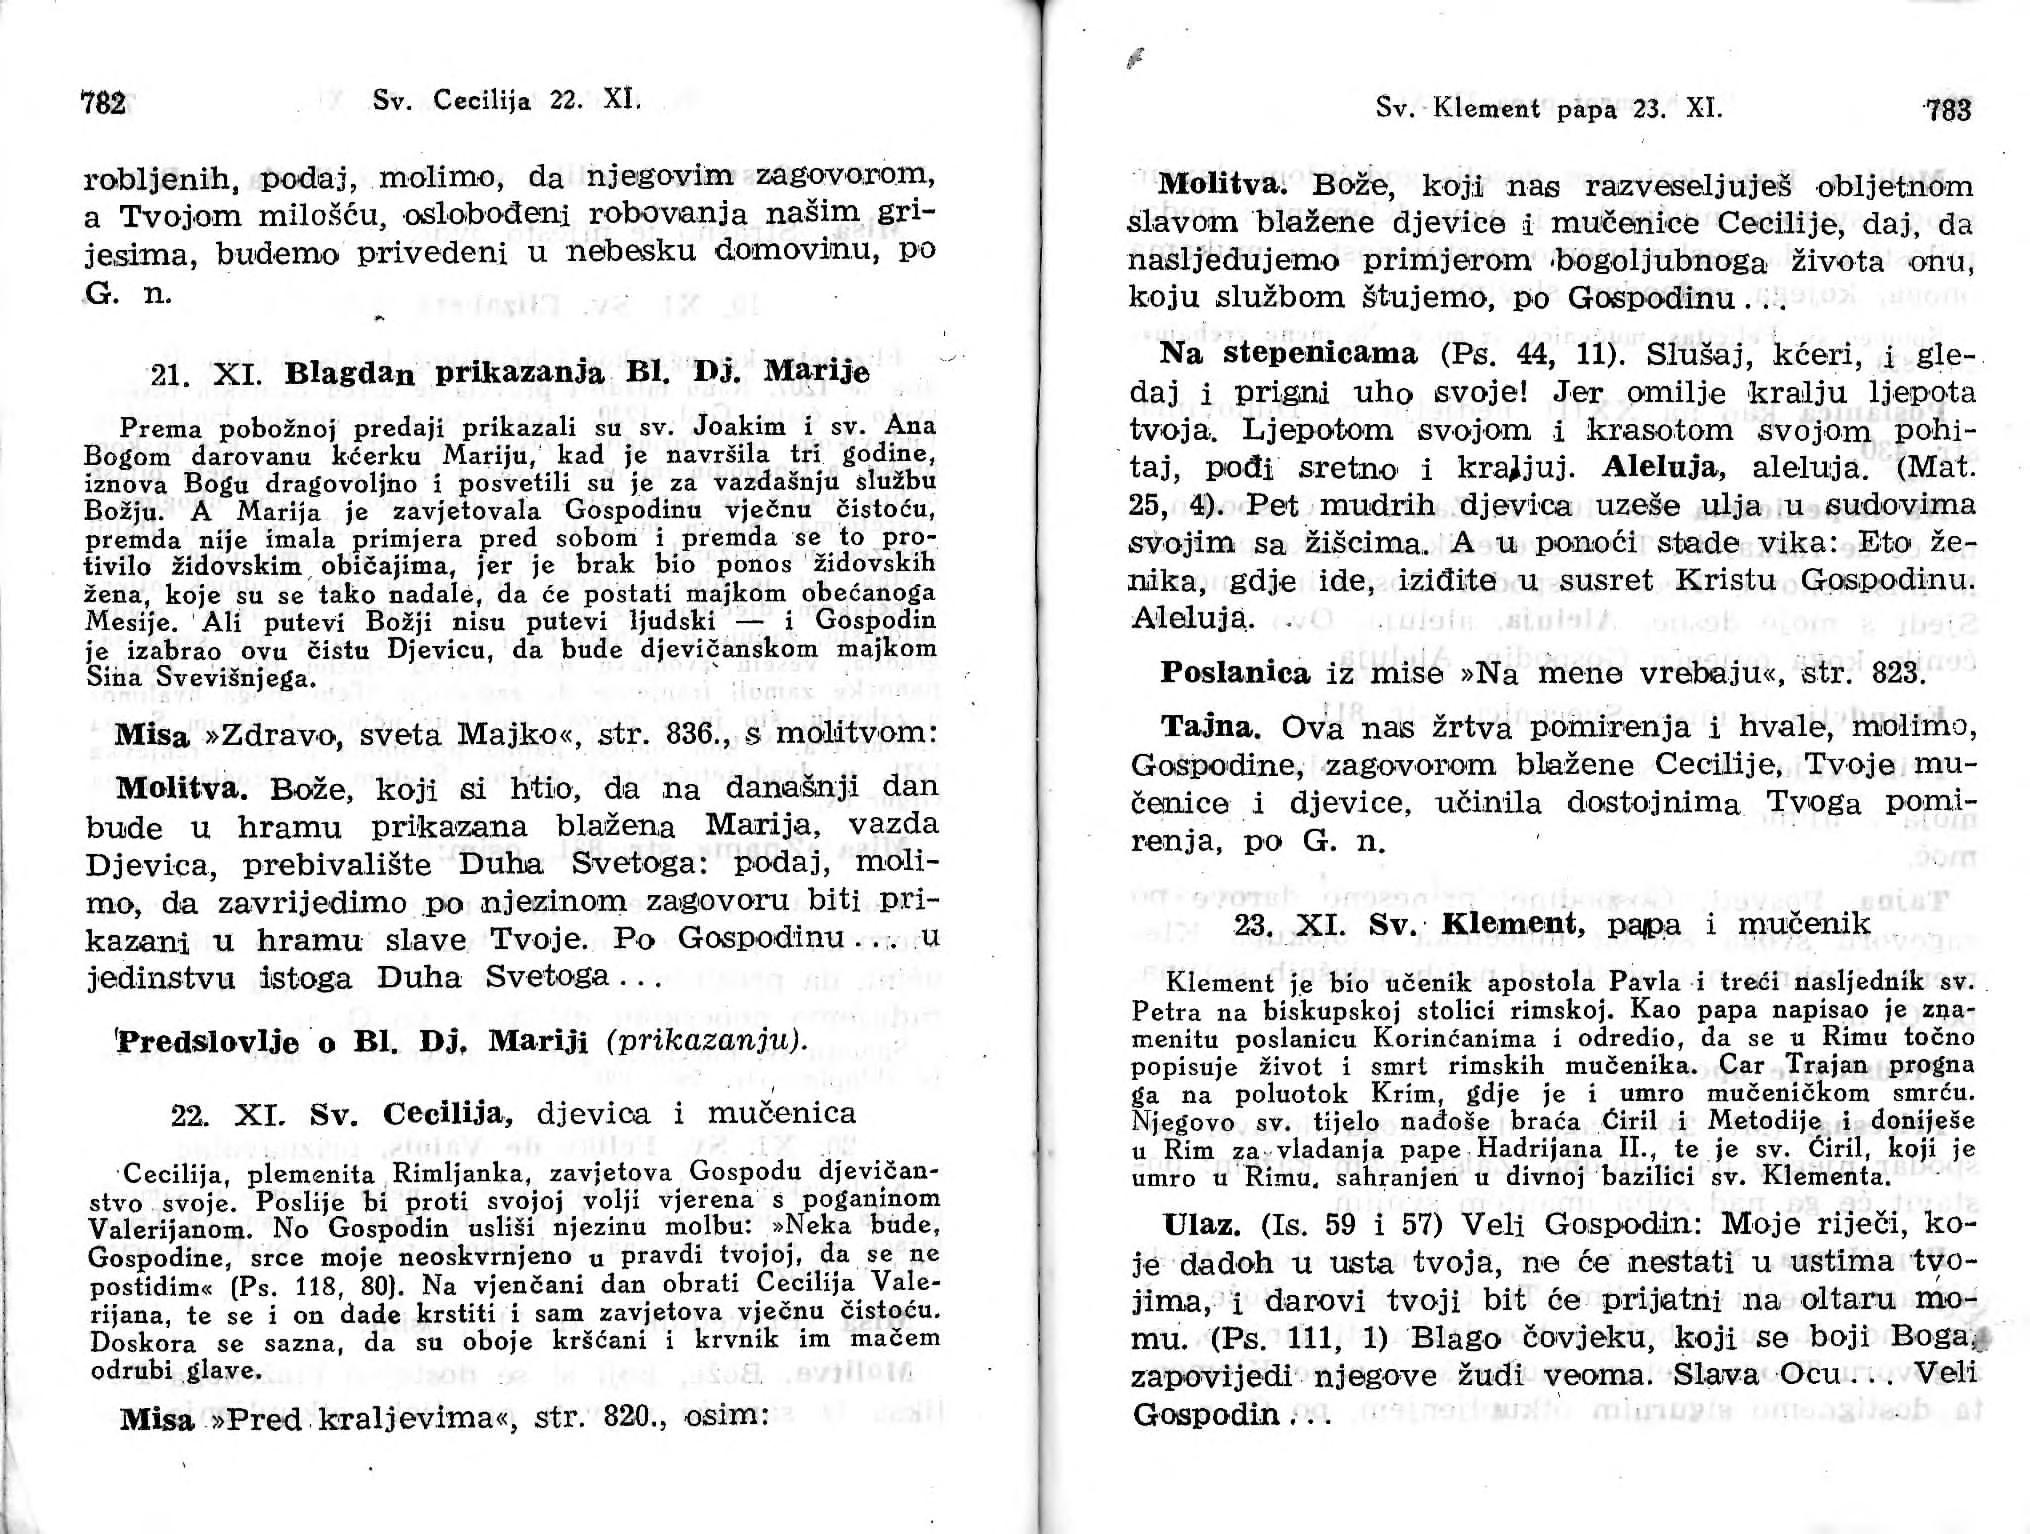 782
Sv. Cecilija 22. XI.
robljenih, podaj, molimo, da njegovim zagovorom,
a Tvojom milošću, oslobođeni robovanja našim gri-
jesima, budemo privedeni u nebesku domovinu, po
G. n.
21. XI. Blagdan prikazanja Bl. Dj. Marije
Prema pobožnoj predaji prikazali su sv. Joakim i sv. Ana
Bogom darovanu kćerku Mariju, kad je navršila tri godine,
iznova Bogu dragovoljno i posvetili su je za vazdašnju službu
Božju. A Marija je zavjetovala Gospodinu vječnu čistoću,
premda nije imala primjera pred sobom i premda se to pro-
tivilo židovskim običajima, jer je brak bio ponos židovskih
žena, koje su se tako nadale, da će postati majkom obećanoga
Mesije. Ali putevi Božji nisu putevi ljudski — i Gospodin
je izabrao ovu čistu Djevicu, da bude djevičanskom majkom
Sina Svevišnjega.
Misa »Zdravo, sveta Majko«, str. 836., s molitvom:
Molitva. Bože, koji si htio, da na današnji dan
bude u hramu prikazana blažena Marija, vazda
Djevica, prebivalište Duha Svetoga: podaj, moli-
mo, da zavrijedimo po njezinom zagovoru biti pri-
kazani u hramu slave Tvoje. Po Gospodinu ... u
jedinstvu istoga Duha Svetoga...
Predslovlje o Bl. Dj. Mariji (prikazanju).
22. XI. Sv. Cecilija, djevica i mučenica
Cecilija, plemenita Rimljanka, zavjetova Gospodu djevičan-
stvo svoje. Poslije bi proti svojoj volji vjerena s poganinom
Valerijanom. No Gospodin usliši njezinu molbu: »Neka bude,
Gospodine, srce moje neoskvrnjeno u pravdi tvojoj, da se ne
postidim« (Ps. 118, 80). Na vjenčani dan obrati Cecilija Vale-
rijana, te se i on dade krstiti i sam zavjetova vječnu čistoću.
Doskora se sazna, da su oboje kršćani i krvnik im mačem
odrubi glave.
Misa »Pred kraljevima«, str. 820., osim:
Sv. Klement papa 23. XI.
783
Molitva. Bože, koji nas razveseljuješ obljetnom
slavom blažene djevice i mučenice Cecilije, daj, da
nasljedujemo primjerom bogoljubnoga života onu,
koju službom štujemo, po Gospodinu...
Na stepenicama (Ps. 44, 11). Slušaj, kćeri, i gle-
daj i prigni uho svoje! Jer omilje kralju ljepota
tvoja. Ljepotom svojom i krasotom svojom pohi-
taj, pođi sretno i kraljuj. Aleluja, aleluja. (Mat.
25, 4). Pet mudrih djevica uzeše ulja u sudovima
svojim sa žišcima. A u ponoći stade vika: Eto že-
nika, gdje ide, iziđite u susret Kristu Gospodinu.
Aleluja.
Poslanica iz mise »Na mene vrebaju«, str. 823.
Tajna. Ova nas žrtva pomirenja i hvale, molimo,
Gospodine, zagovorom blažene Cecilije, Tvoje mu-
čenice i djevice, učinila dostojnima Tvoga pomi-
renja, po G. n.
23. XI. Sv. Klement, papa i mučenik
Klement je bio učenik apostola Pavla i treći nasljednik sv.
Petra na biskupskoj stolici rimskoj. Kao papa napisao je zna-
menitu poslanicu Korinćanima i odredio, da se u Rimu točno
popisuje život i smrt rimskih mučenika. Car Trajan progna
ga na poluotok Krim, gdje je i umro mučeničkom smrću.
Njegovo sv. tijelo nađoše braća Ćiril i Metodije i donijеše
u Rim za vladanja pape Hadrijana II., te je sv. Ćiril, koji je
umro u Rimu, sahranjen u divnoj bazilici sv. Klementa.
Ulaz. (Is. 59 i 57) Veli Gospodin: Moje riječi, ko-
je dadoh u usta tvoja, ne će nestati u ustima tvo-
jima, i darovi tvoji bit će prijatni na oltaru mo-
mu. (Ps. 111, 1) Blago čovjeku, koji se boji Boga,
zapovijedi njegove žudi veoma. Slava Ocu... Veli
Gospodin...